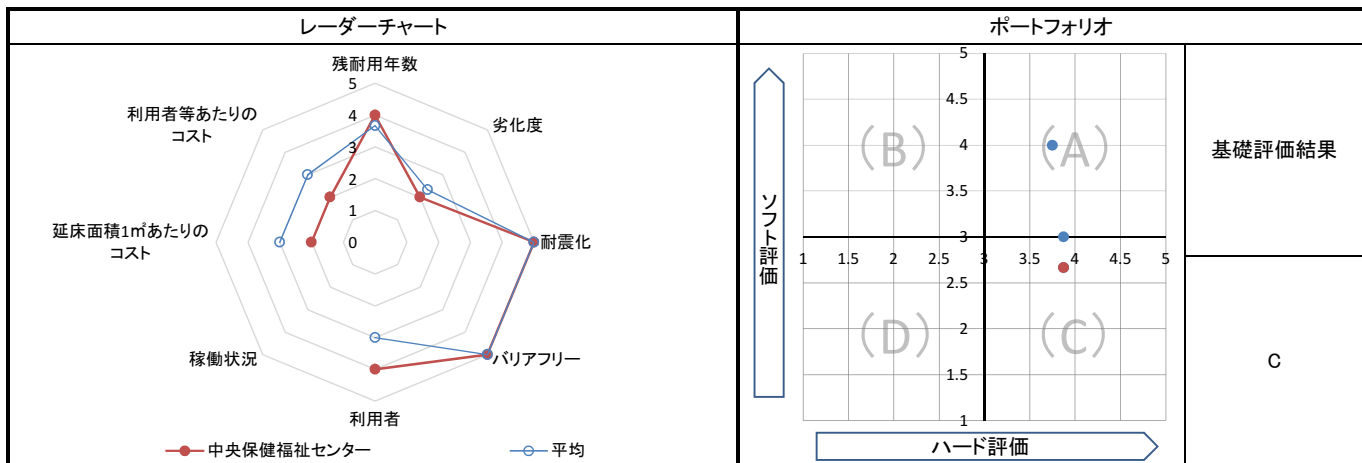 レーダーチャート
残耐用年数
劣化度
耐震化
バリアフリー
利用者
稼働状況
延床面積1㎡あたりの
コスト
利用者等あたりの
コスト
5
4
3
2
1
0
中央保健福祉センター
平均
ポートフォリオ
ソフト評価
ハード評価
(B)
(A)
(D)
(C)
5
4.5
4
3.5
3
2.5
2
1.5
1
1 1.5 2 2.5 3 3.5 4 4.5 5
基礎評価結果
C